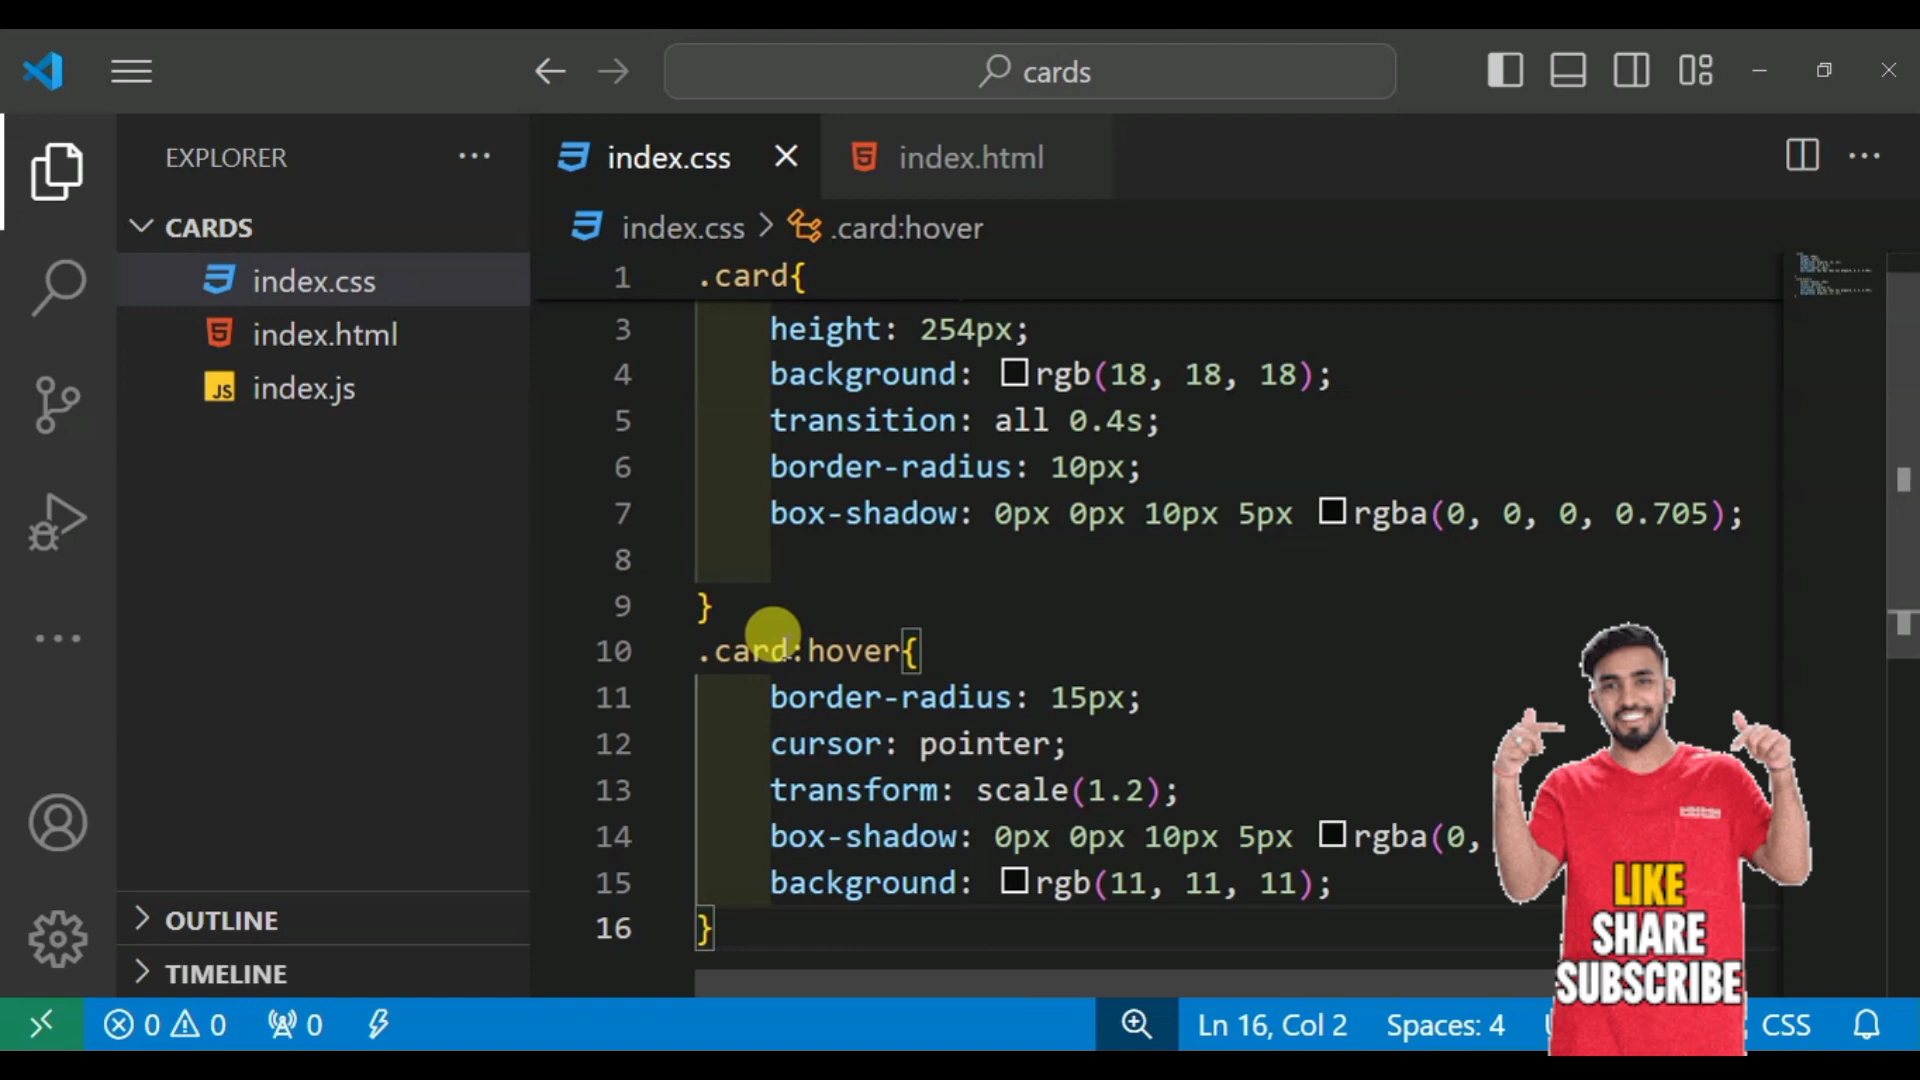 cards
EXPLORER
index.css
index.html
CARDS
index.css > .card:hover
index.css
index.html
JS index.js
1 .card{
3 height: 254px;
4 background: rgb(18, 18, 18);
5 transition: all 0.4s;
6 border-radius: 10px;
7 box-shadow: 0px 0px 10px 5px rgba(0, 0, 0, 0.705);
8
9 }
10 .card:hover{
11 border-radius: 15px;
12 cursor: pointer;
13 transform: scale(1.2);
14 box-shadow: 0px 0px 10px 5px rgba(0,
15 background: rgb(11, 11, 11);
16 }
OUTLINE
TIMELINE
LIKE
SHARE
SUBSCRIBE
0 0 0
Ln 16, Col 2
Spaces: 4
CSS